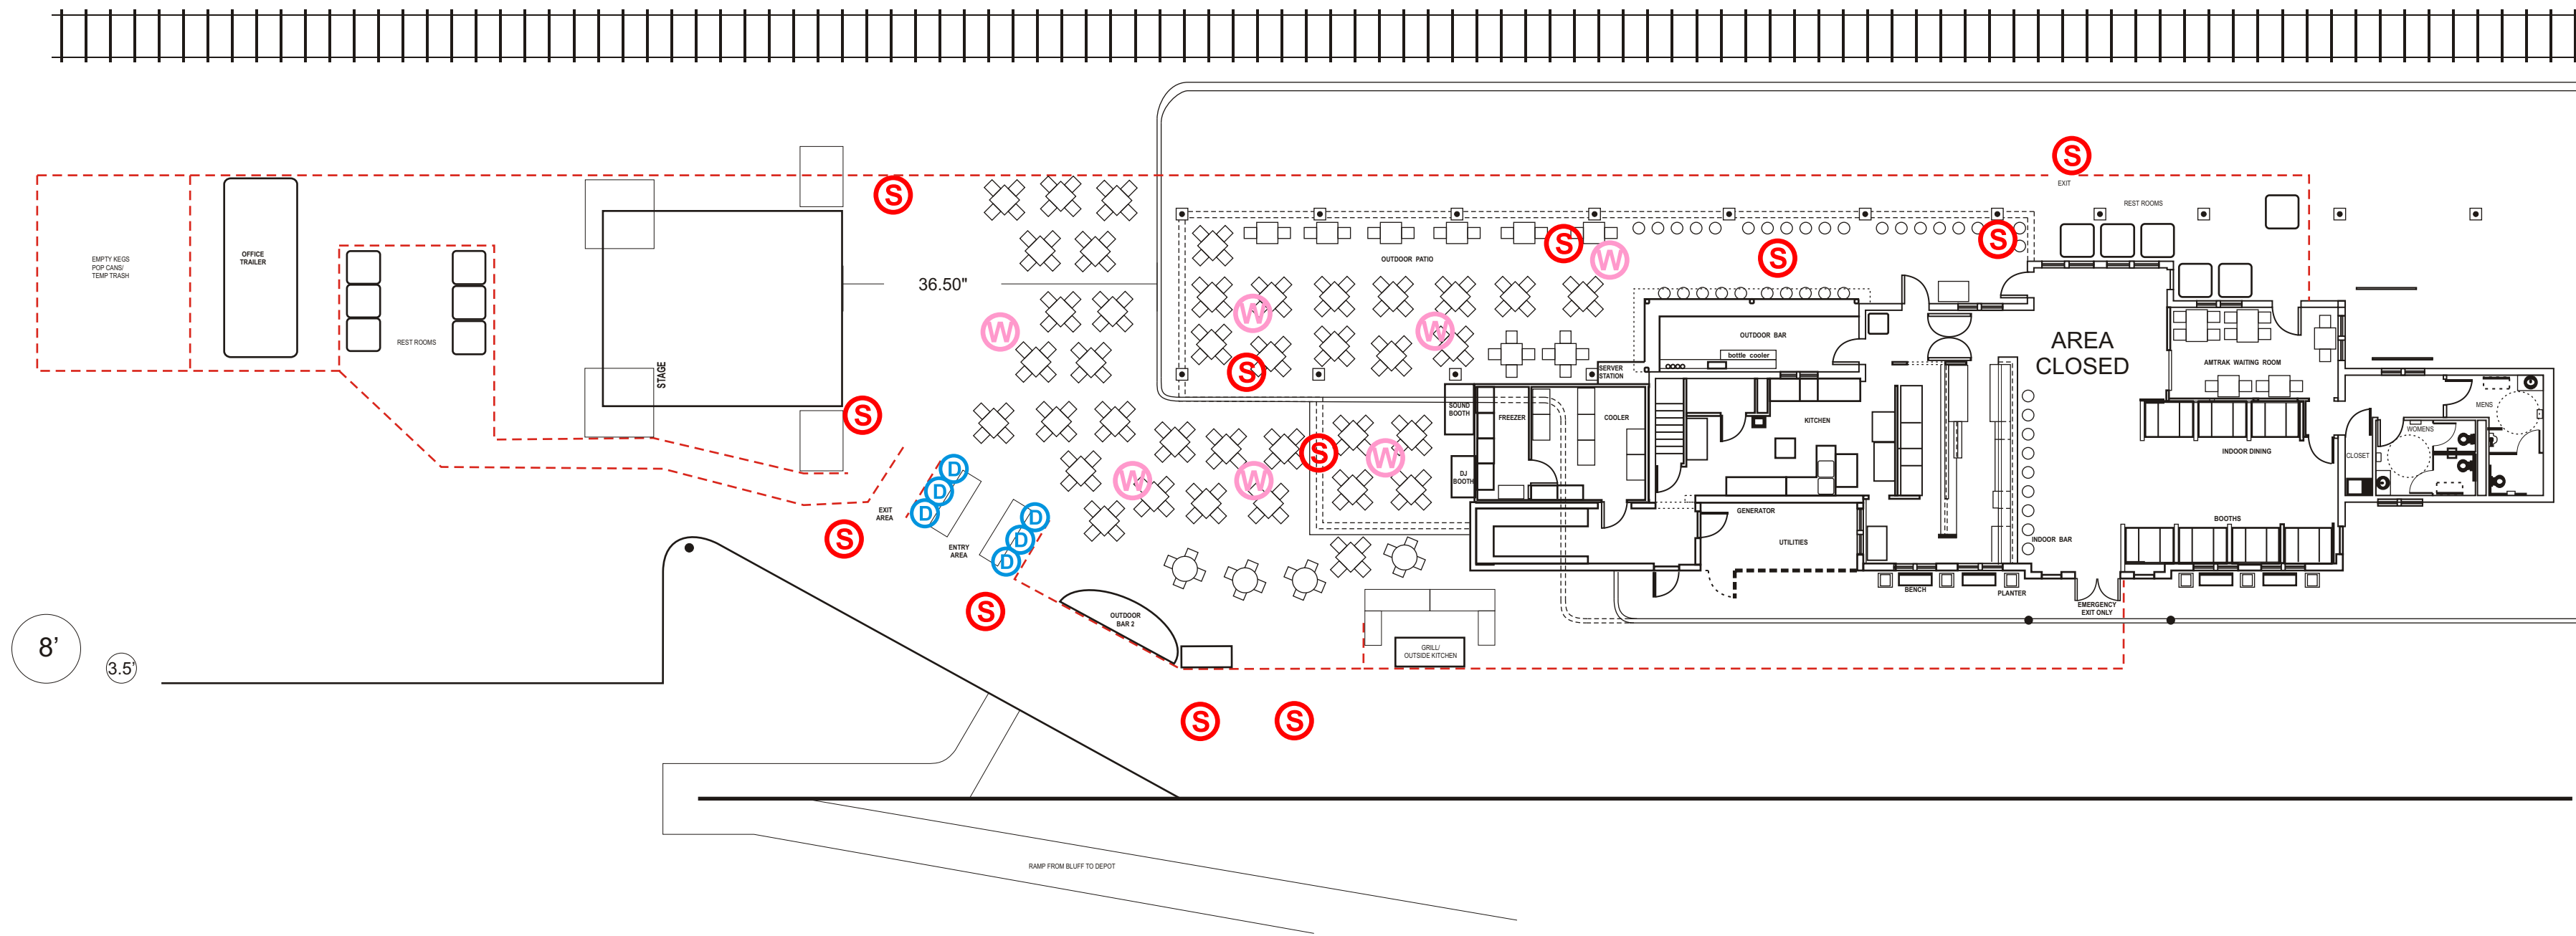 S
EXIT
REST ROOMS
S
S
S
S
W
OUTDOOR PATIO
EMPTY KEGS
POP CANS/
TEMP TRASH
OFFICE
TRAILER
36.50"
W
W
W
REST ROOMS
STAGE
OUTDOOR BAR
bottle cooler
AREA
CLOSED
AMTRAK WAITING ROOM
SERVER
STATION
S
S
SOUND
BOOTH
FREEZER
COOLER
KITCHEN
MENS
WOMENS
CLOSET
INDOOR DINING
S
W
W
W
DJ
BOOTH
D
D
D
EXIT
AREA
S
D
D
D
ENTRY
AREA
GENERATOR
UTILITIES
INDOOR BAR
BOOTHS
BENCH
PLANTER
EMERGENCY
EXIT ONLY
S
OUTDOOR
BAR 2
GRILL/
OUTSIDE KITCHEN
8’
3.5’
S
S
RAMP FROM BLUFF TO DEPOT